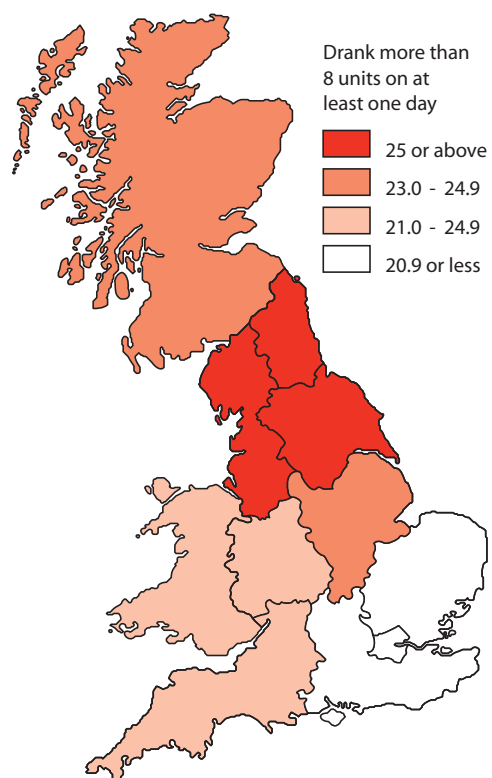 Drank more than
8 units on at
least one day
25 or above
23.0 - 24.9
21.0 - 24.9
20.9 or less